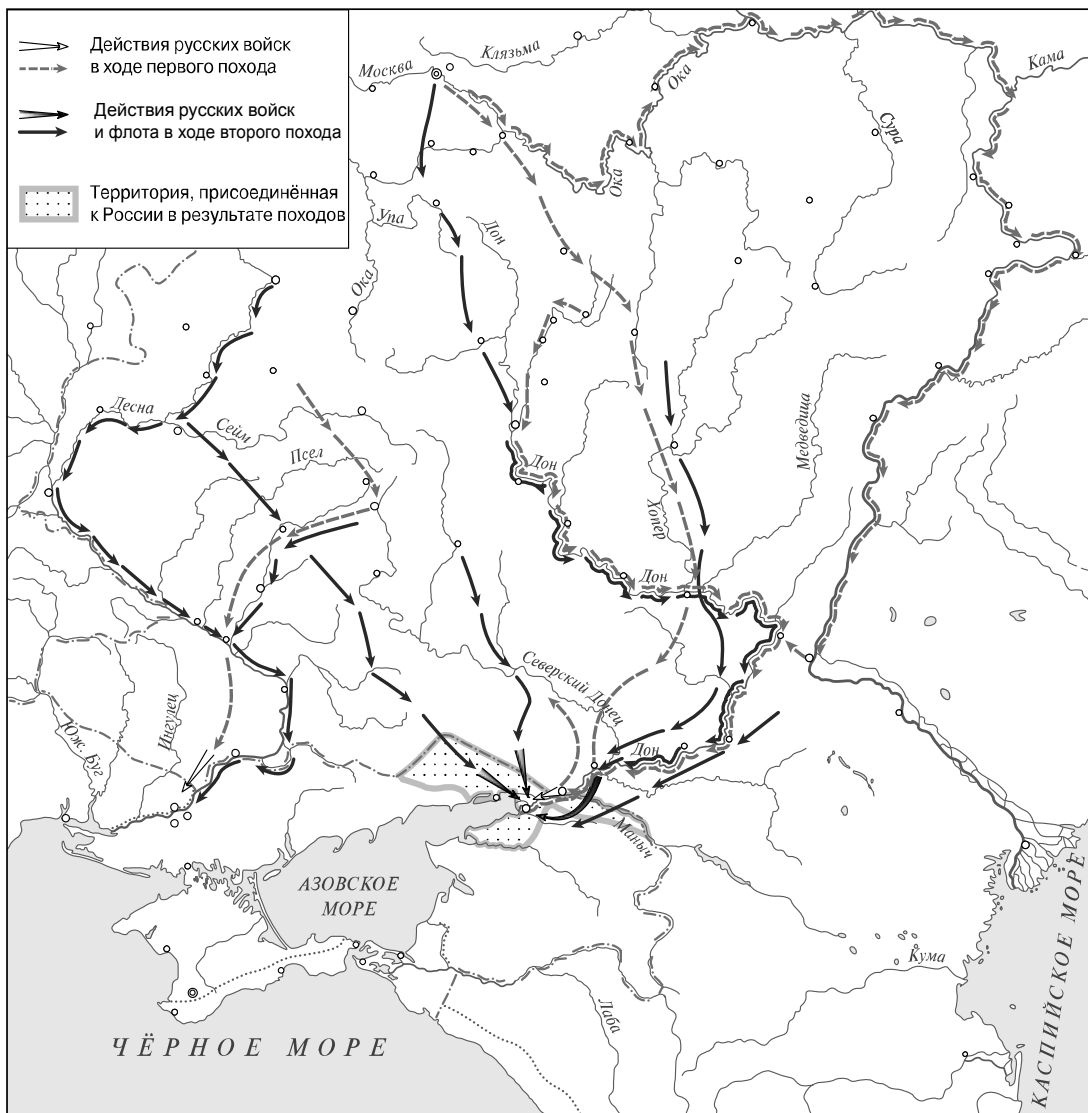 Действия русских войск
в ходе первого похода
Действия русских войск
и флота в ходе второго похода
Территория, присоединённая
к России в результате походов
Москва
Клязьма
Ока
Кама
Сура
Ока
Упа
Дон
Ока
Десна
Сейм
Псел
Дон
Хопер
Медведица
Дон
Северский Донец
Ингулец
Юж. Буг
Дон
Маныч
АЗОВСКОЕ
МОРЕ
Кума
Лаба
ЧЁРНОЕ МОРЕ
КАСПИЙСКОЕ МОРЕ